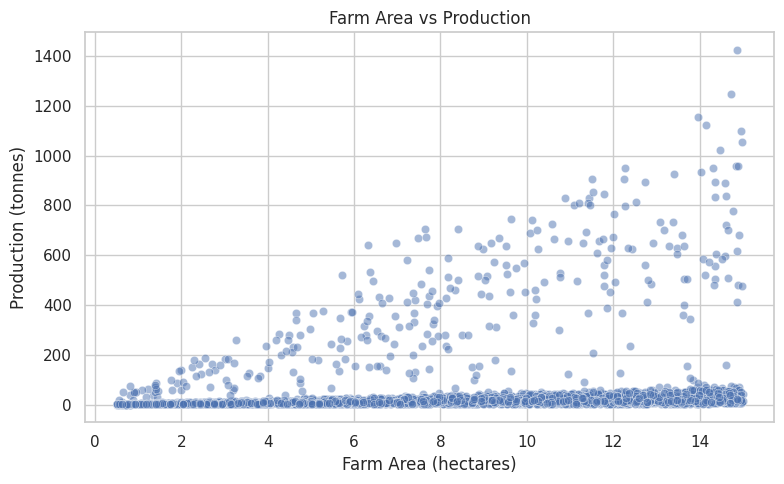 Farm Area vs Production
Production (tonnes)
1400
1200
1000
800
600
400
200
0
0 2 4 6 8 10 12 14
Farm Area (hectares)